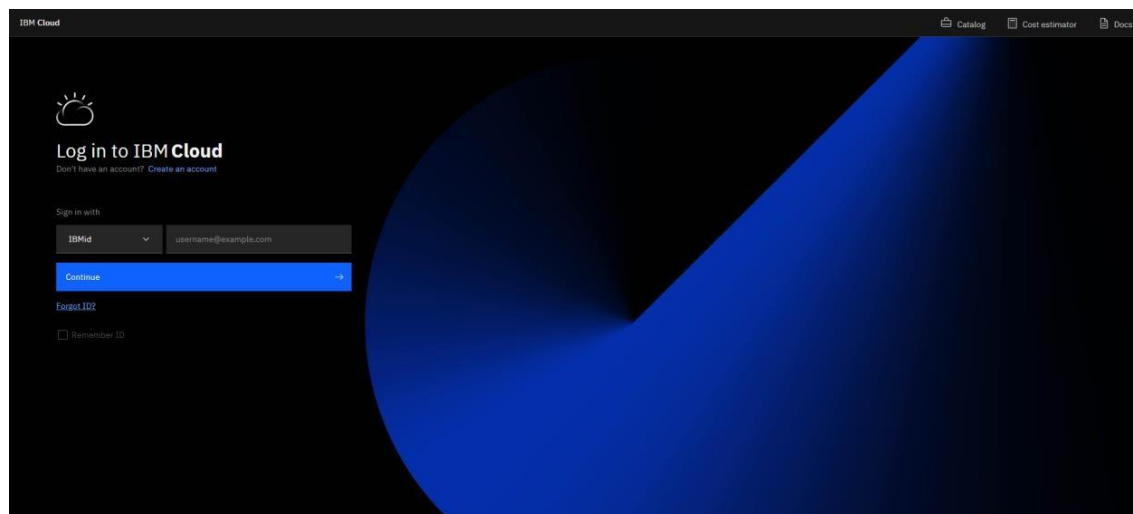 IBM Cloud
Catalog
Cost estimator
Docs
Log in to IBM Cloud
Don't have an account? Create an account
Sign in with
IBMid
username@example.com
Continue
Forgot ID?
Remember ID